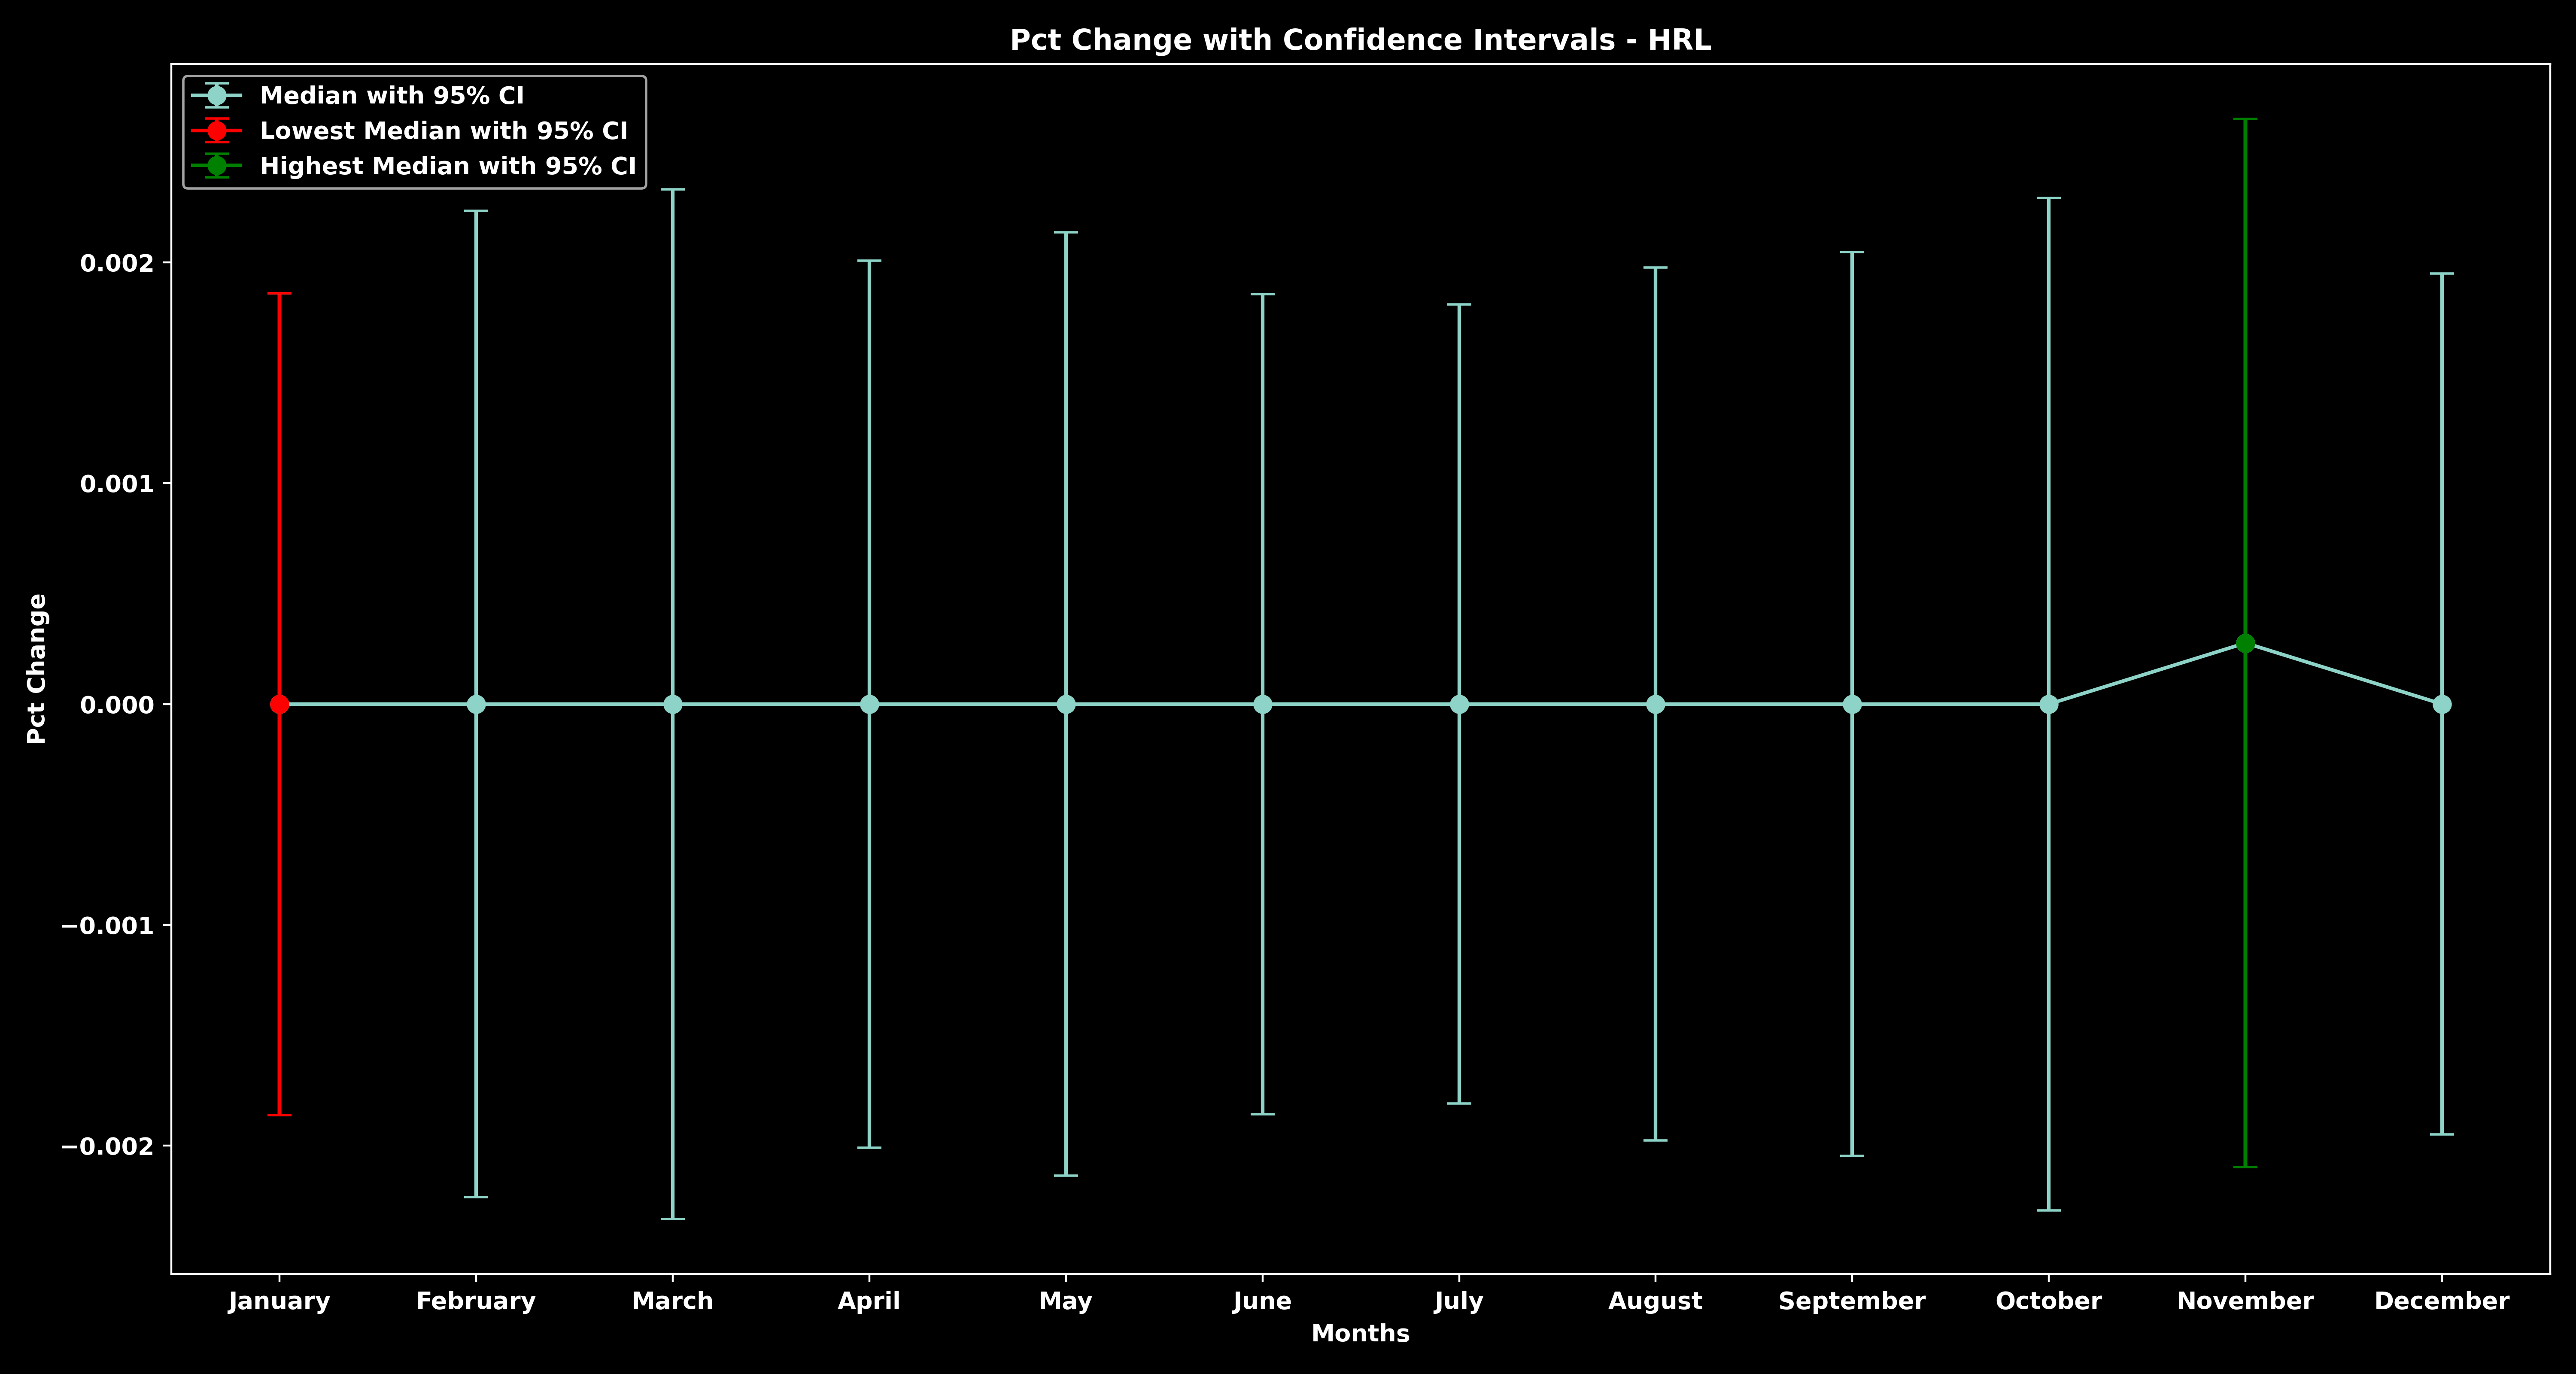 Pct Change with Confidence Intervals - HRL
Median with 95% CI
Lowest Median with 95% CI
Highest Median with 95% CI
Pct Change
0.002
0.001
0.000
−0.001
−0.002
January February March April May June July August September October November December
Months